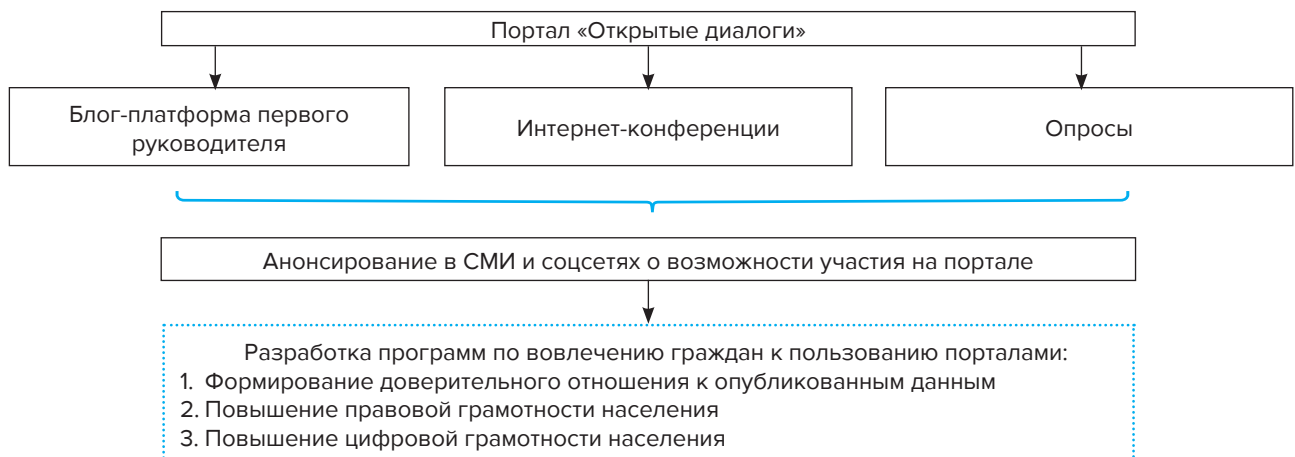 Портал «Открытые диалоги»
Блог-платформа первого
руководителя
Интернет-конференции
Опросы
Анонсирование в СМИ и соцсетях о возможности участия на портале
Разработка программ по вовлечению граждан к пользованию порталами:
1. Формирование доверительного отношения к опубликованным данным
2. Повышение правовой грамотности населения
3. Повышение цифровой грамотности населения